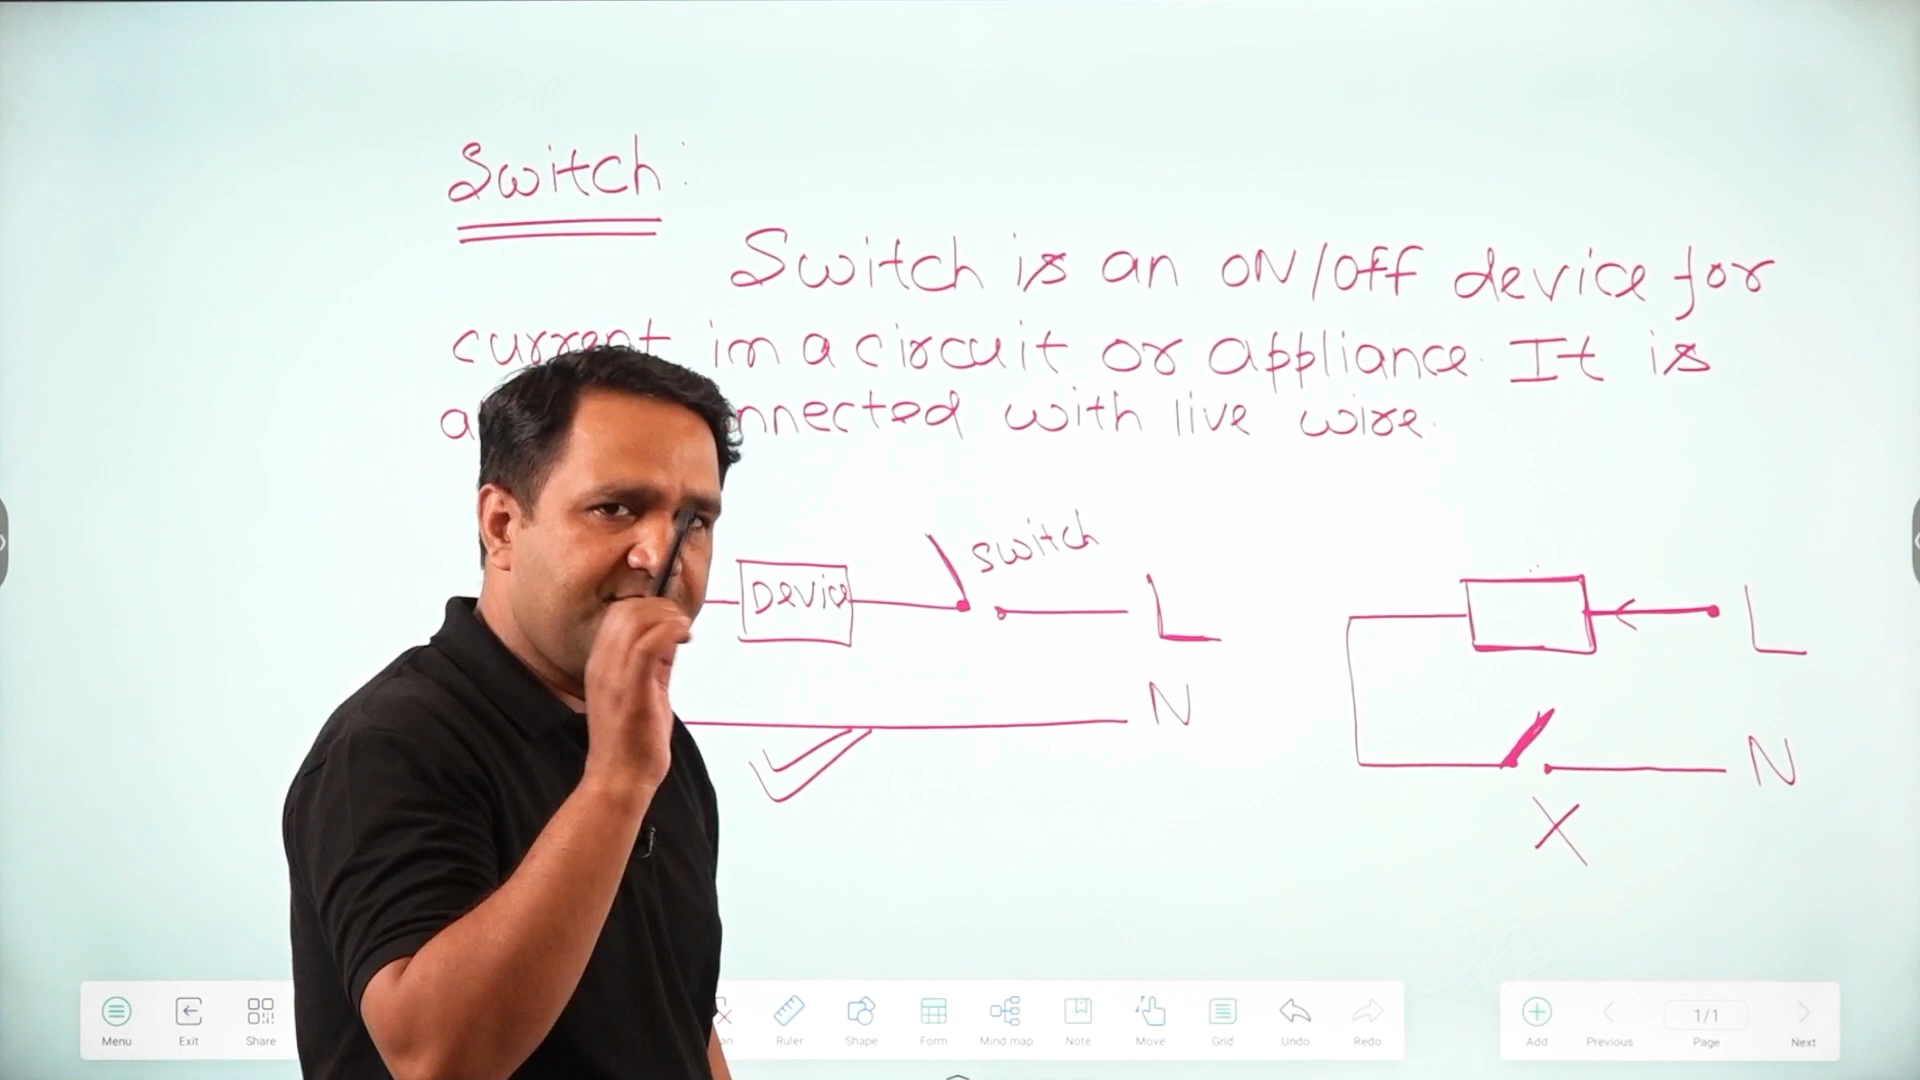 Switch:
Switch is an ON/OFF device for
current in a circuit or appliance. It is
connected with live wire.
Device
switch
L
N
L
N
X
Menu
Exit
Share
Ruler
Shape
Form
Mind map
Note
Move
Grid
Undo
Redo
Add
Previous
1/1
Page
Next